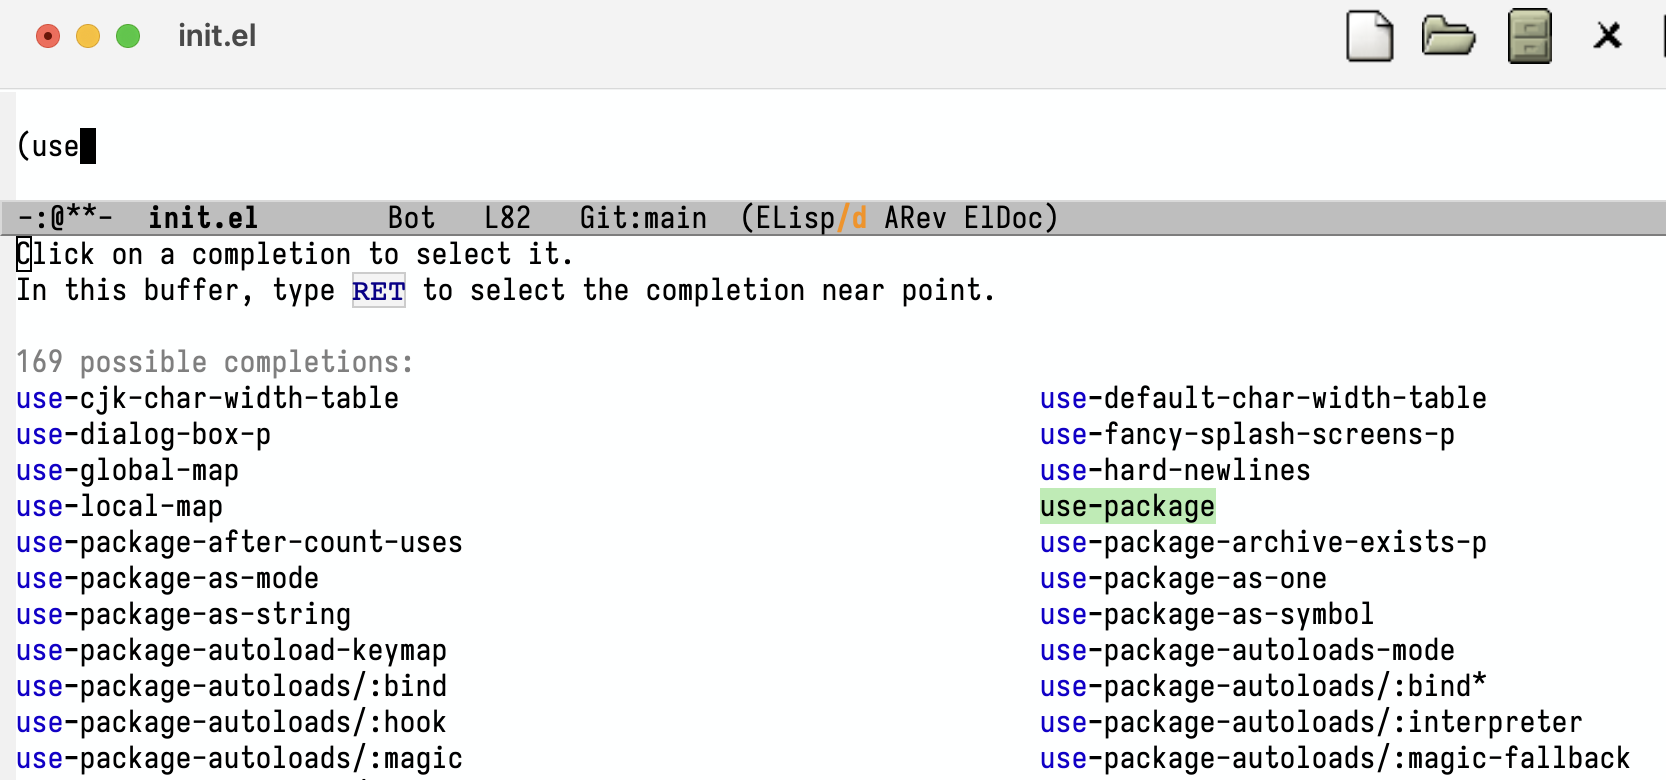 init.el
(use
-:@**-  init.el        Bot   L82   Git:main  (ELisp/d ARev ElDoc)
Click on a completion to select it.
In this buffer, type RET to select the completion near point.
169 possible completions:
use-cjk-char-width-table use-default-char-width-table
use-dialog-box-p use-fancy-splash-screens-p
use-global-map use-hard-newlines
use-local-map use-package
use-package-after-count-uses use-package-archive-exists-p
use-package-as-mode use-package-as-one
use-package-as-string use-package-as-symbol
use-package-autoload-keymap use-package-autoloads-mode
use-package-autoloads/:bind use-package-autoloads/:bind*
use-package-autoloads/:hook use-package-autoloads/:interpreter
use-package-autoloads/:magic use-package-autoloads/:magic-fallback